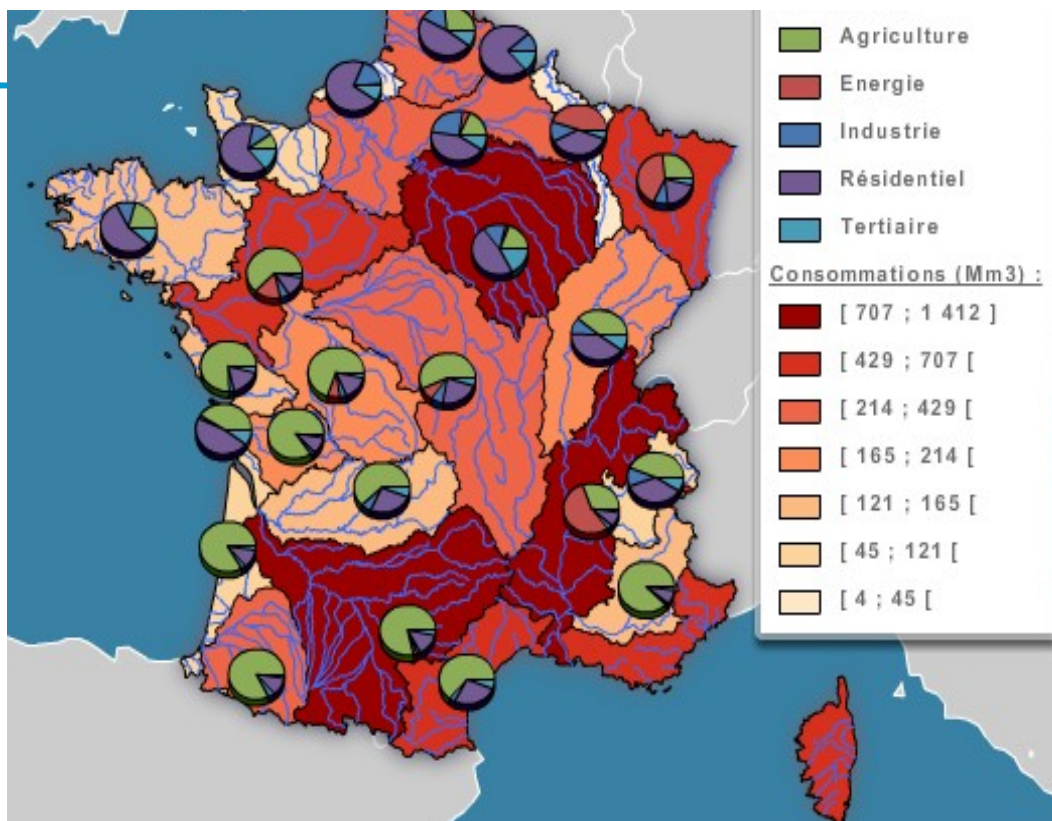 Agriculture
Energie
Industrie
Résidentiel
Tertiaire
Consommations (Mm3) :
[ 707 ; 1 412 ]
[ 429 ; 707 [
[ 214 ; 429 [
[ 165 ; 214 [
[ 121 ; 165 [
[ 45 ; 121 [
[ 4 ; 45 [